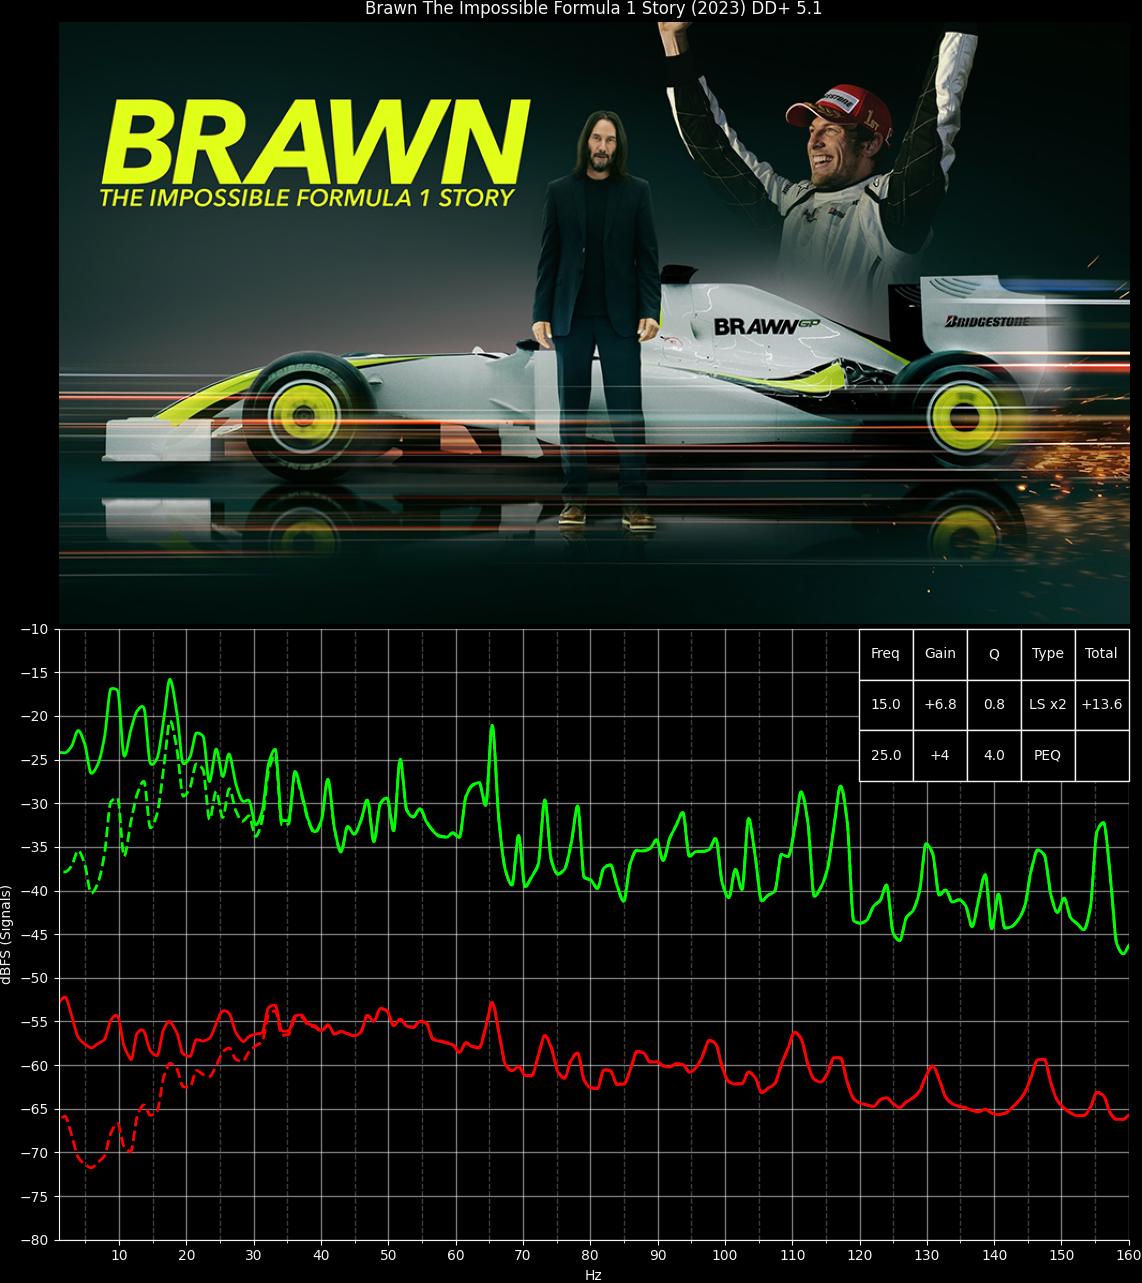 Brawn The Impossible Formula 1 Story (2023) DD+ 5.1
BRAWN
THE IMPOSSIBLE FORMULA 1 STORY
1ST
BRAWN GP
BRIDGESTONE
Freq Gain Q Type Total
15.0 +6.8 0.8 LS x2 +13.6
25.0 +4 4.0 PEQ
−10
−15
−20
−25
−30
−35
−40
−45
−50
−55
−60
−65
−70
−75
−80
dBFS (Signals)
10 20 30 40 50 60 70 80 90 100 110 120 130 140 150 160
Hz